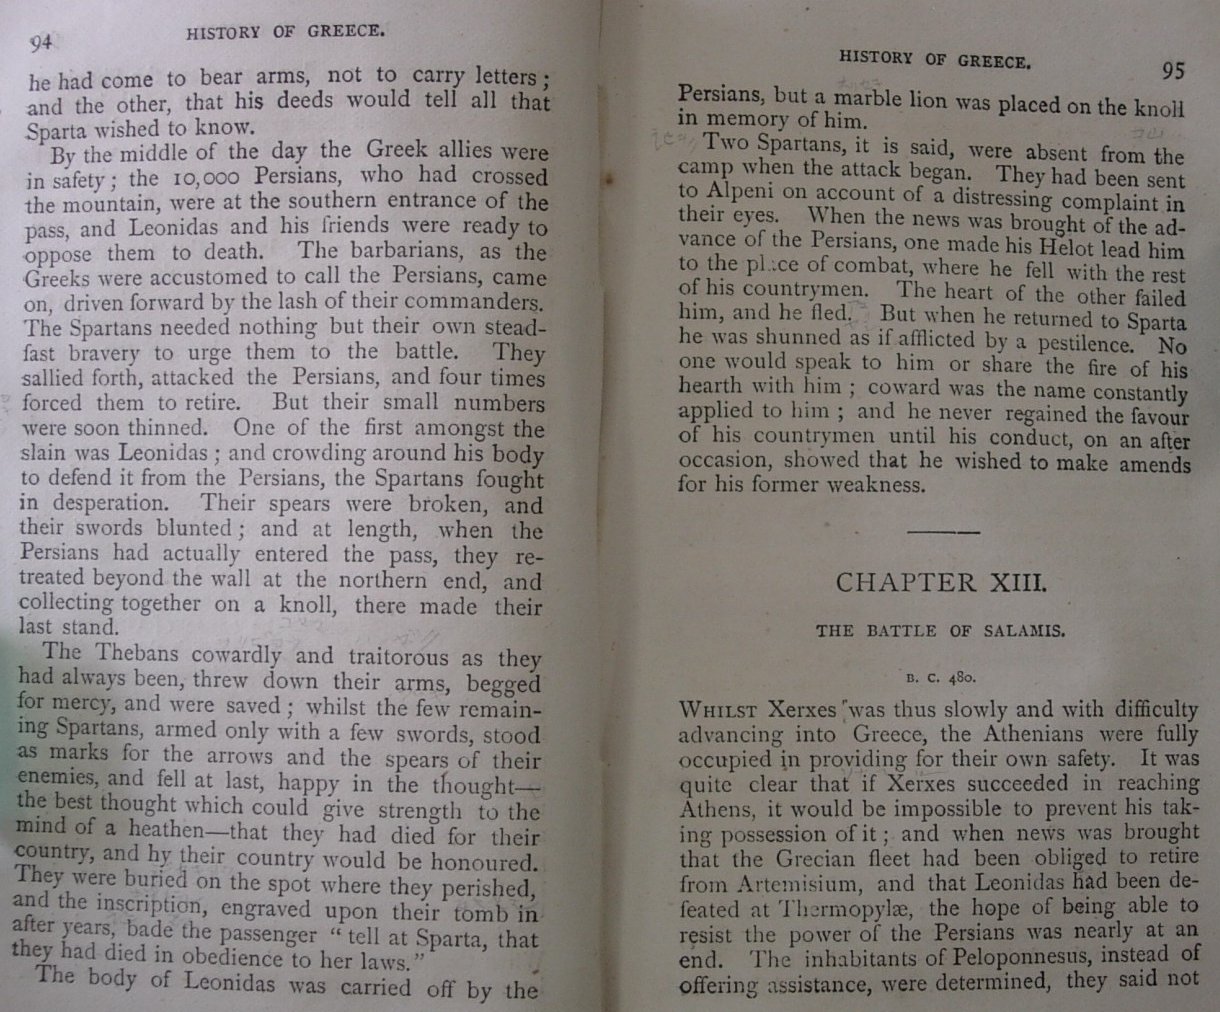 94
HISTORY OF GREECE.
he had come to bear arms, not to carry letters ;
and the other, that his deeds would tell all that
Sparta wished to know.
By the middle of the day the Greek allies were
in safety ; the 10,000 Persians, who had crossed
the mountain, were at the southern entrance of the
pass, and Leonidas and his friends were ready to
oppose them to death. The barbarians, as the
Greeks were accustomed to call the Persians, came
on, driven forward by the lash of their commanders.
The Spartans needed nothing but their own stead-
fast bravery to urge them to the battle. They
sallied forth, attacked the Persians, and four times
forced them to retire. But their small numbers
were soon thinned. One of the first amongst the
slain was Leonidas ; and crowding around his body
to defend it from the Persians, the Spartans fought
in desperation. Their spears were broken, and
their swords blunted ; and at length, when the
Persians had actually entered the pass, they re-
treated beyond the wall at the northern end, and
collecting together on a knoll, there made their
last stand.
The Thebans cowardly and traitorous as they
had always been, threw down their arms, begged
for mercy, and were saved ; whilst the few remain-
ing Spartans, armed only with a few swords, stood
as marks for the arrows and the spears of their
enemies, and fell at last, happy in the thought—
the best thought which could give strength to the
mind of a heathen—that they had died for their
country, and by their country would be honoured.
They were buried on the spot where they perished,
and the inscription, engraved upon their tomb in
after years, bade the passenger “ tell at Sparta, that
they had died in obedience to her laws.”
The body of Leonidas was carried off by the
HISTORY OF GREECE.
95
Persians, but a marble lion was placed on the knoll
in memory of him.
Two Spartans, it is said, were absent from the
camp when the attack began. They had been sent
to Alpeni on account of a distressing complaint in
their eyes. When the news was brought of the ad-
vance of the Persians, one made his Helot lead him
to the place of combat, where he fell with the rest
of his countrymen. The heart of the other failed
him, and he fled. But when he returned to Sparta
he was shunned as if afflicted by a pestilence. No
one would speak to him or share the fire of his
hearth with him ; coward was the name constantly
applied to him ; and he never regained the favour
of his countrymen until his conduct, on an after
occasion, showed that he wished to make amends
for his former weakness.
CHAPTER XIII.
THE BATTLE OF SALAMIS.
B. C. 480.
WHILST Xerxes was thus slowly and with difficulty
advancing into Greece, the Athenians were fully
occupied in providing for their own safety. It was
quite clear that if Xerxes succeeded in reaching
Athens, it would be impossible to prevent his tak-
ing possession of it ; and when news was brought
that the Grecian fleet had been obliged to retire
from Artemisium, and that Leonidas had been de-
feated at Thermopylæ, the hope of being able to
resist the power of the Persians was nearly at an
end. The inhabitants of Peloponnesus, instead of
offering assistance, were determined, they said not